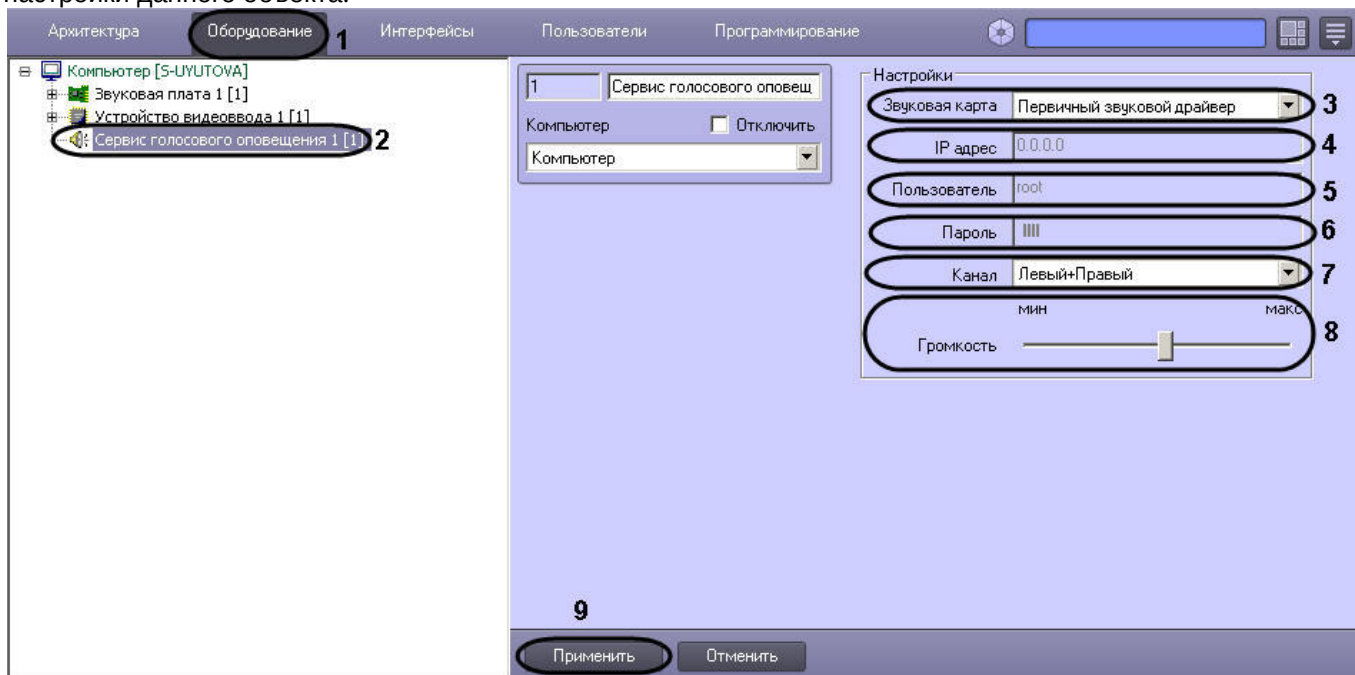 настройки данного объекта.
Архитектура Оборудование 1 Интерфейсы Пользователи Программирование
Компьютер [S-UYUTOVA]
Звуковая плата 1 [1]
Устройство видеоввода 1 [1]
Сервис голосового оповещения 1 [1] 2
1 Сервис голосового оповещ
Компьютер Отключить
Компьютер
Настройки
Звуковая карта Первичный звуковой драйвер 3
IP адрес 0.0.0.0 4
Пользователь root 5
Пароль 6
Канал Левый+Правый 7
мин макс
Громкость 8
9
Применить Отменить